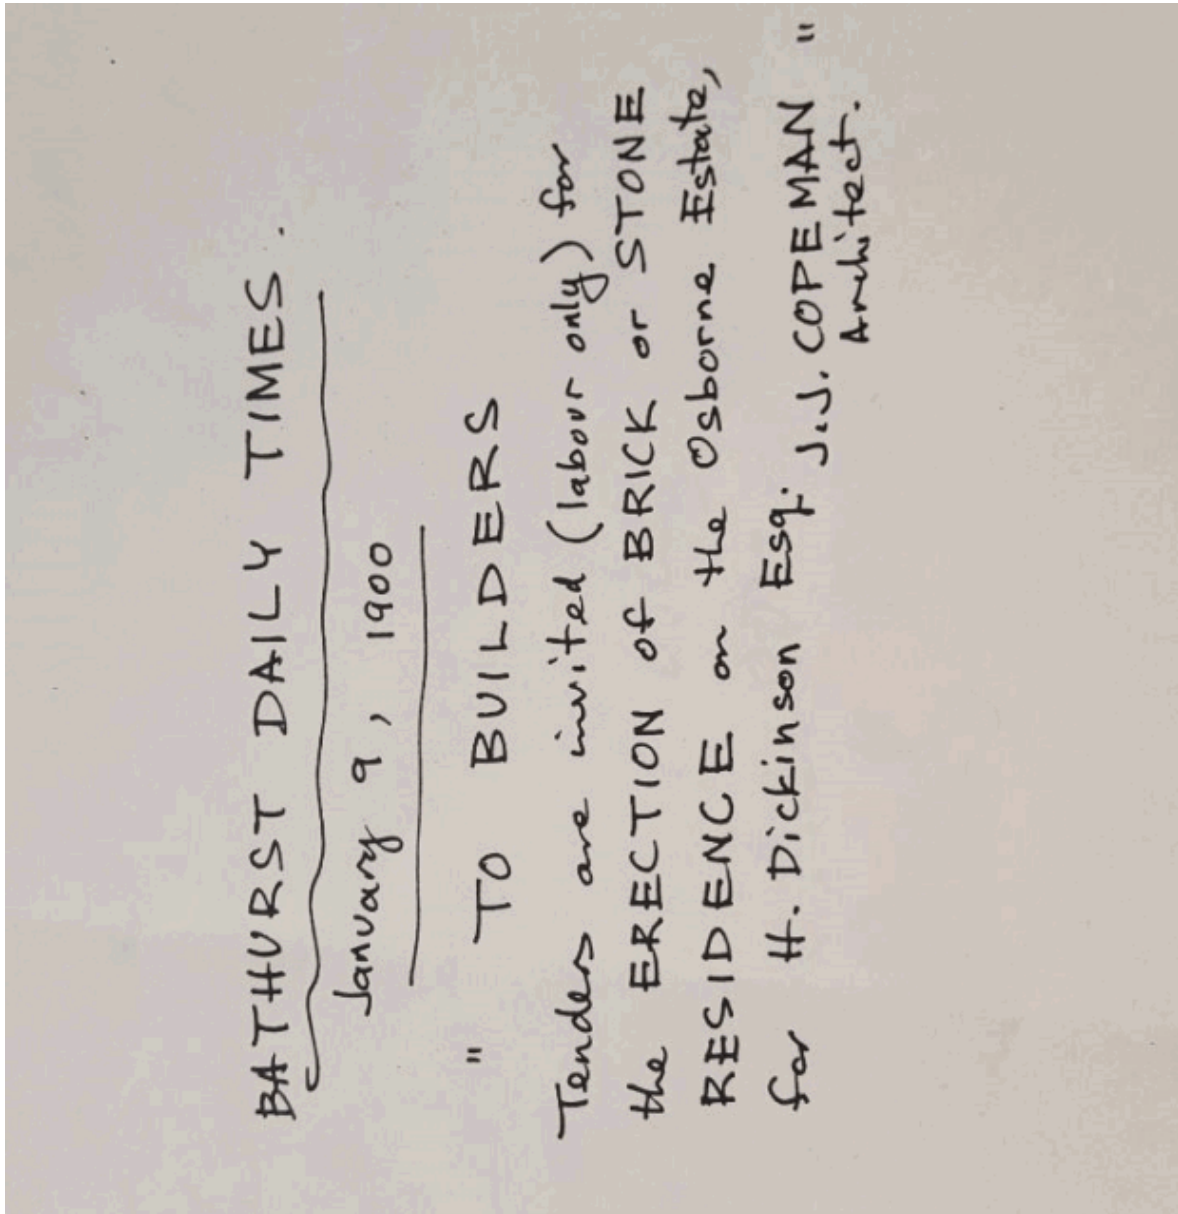 BATHURST DAILY TIMES.
January 9, 1900
" TO BUILDERS
Tenders are invited (labour only) for
the ERECTION of BRICK or STONE
RESIDENCE on the Osborne Estate,
for H. Dickinson Esq. J.J. COPEMAN "
Architect.